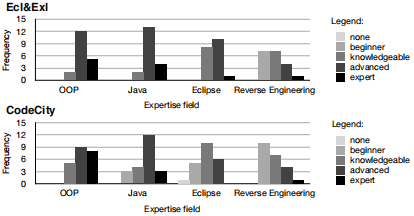 Ecl&Exl
Legend:
none
beginner
knowledgeable
advanced
expert
Frequency
15
12
9
6
3
0
OOP Java Eclipse Reverse Engineering
Expertise field
CodeCity
Legend:
none
beginner
knowledgeable
advanced
expert
Frequency
15
12
9
6
3
0
OOP Java Eclipse Reverse Engineering
Expertise field